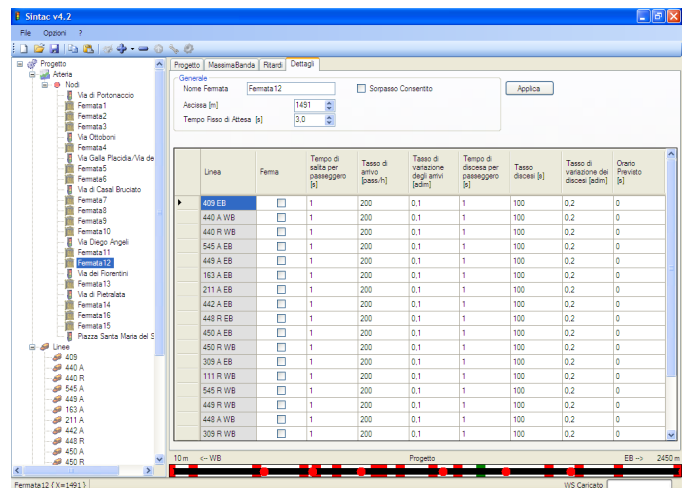 Sintac v4.2
File Opzioni ?
Progetto
Arteria
Nodi
Via di Portonaccio
Fermata1
Fermata2
Fermata3
Via Ottoboni
Fermata4
Via Galla Placidia/Via de
Fermata5
Fermata6
Via di Casal Bruciato
Fermata7
Fermata8
Fermata9
Fermata10
Via Diego Angeli
Fermata11
Fermata12
Via dei Fiorentini
Fermata13
Via di Pietralata
Fermata14
Fermata16
Fermata15
Piazza Santa Maria del S
Linee
409
440 A
440 R
545 A
449 A
163 A
211 A
442 A
448 R
450 A
450 R
Progetto MassimaBanda Ritardi Dettagli
Generale
Nome Fermata Fermata12 Sorpasso Consentito Applica
Ascissa [m] 1491
Tempo Fisso di Attesa [s] 3,0
Linea Ferma Tempo di salita per passeggero [s] Tasso di arrivo [pass/h] Tasso di variazione degli arrivi [adim] Tempo di discesa per passeggero [s] Tasso discesi [s] Tasso di variazione dei discesi [adim] Orario Previsto [s]
409 EB 1 200 0,1 1 100 0,2 0
440 A WB 1 200 0,1 1 100 0,2 0
440 R WB 1 200 0,1 1 100 0,2 0
545 A EB 1 200 0,1 1 100 0,2 0
449 A EB 1 200 0,1 1 100 0,2 0
163 A EB 1 200 0,1 1 100 0,2 0
211 A EB 1 200 0,1 1 100 0,2 0
442 A EB 1 200 0,1 1 100 0,2 0
448 R EB 1 200 0,1 1 100 0,2 0
450 A EB 1 200 0,1 1 100 0,2 0
450 R WB 1 200 0,1 1 100 0,2 0
309 A EB 1 200 0,1 1 100 0,2 0
111 R WB 1 200 0,1 1 100 0,2 0
545 R WB 1 200 0,1 1 100 0,2 0
449 R WB 1 200 0,1 1 100 0,2 0
448 A WB 1 200 0,1 1 100 0,2 0
309 R WB 1 200 0,1 1 100 0,2 0
10 m <-- WB Progetto EB --> 2450 m
Fermata12 { X=1491 } WS Caricato